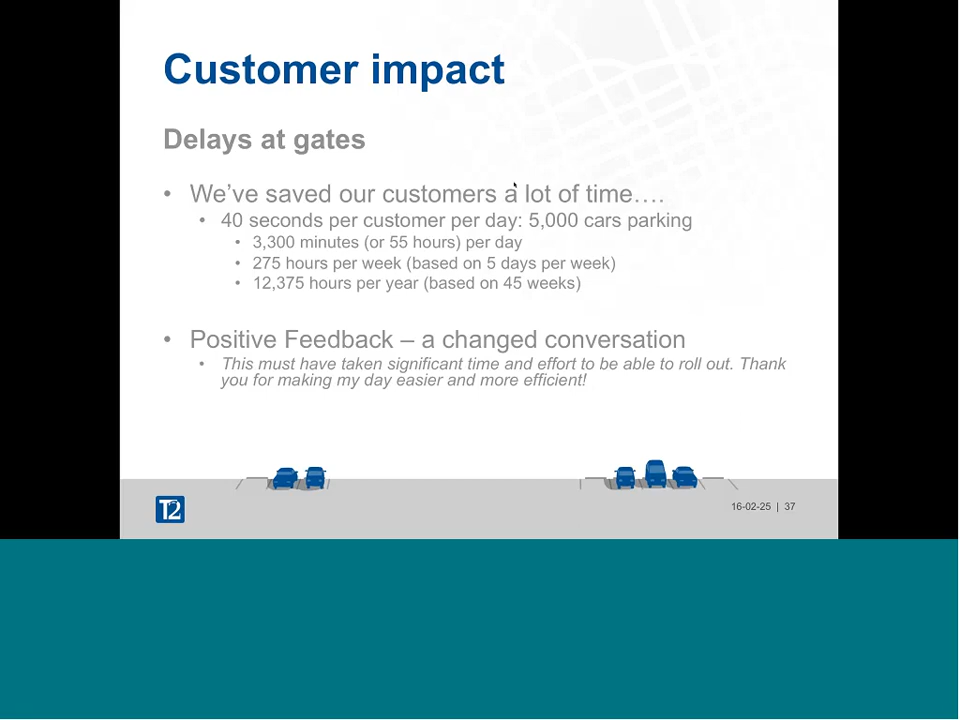 Customer impact
Delays at gates
• We’ve saved our customers a lot of time….
• 40 seconds per customer per day: 5,000 cars parking
• 3,300 minutes (or 55 hours) per day
• 275 hours per week (based on 5 days per week)
• 12,375 hours per year (based on 45 weeks)
• Positive Feedback – a changed conversation
• This must have taken significant time and effort to be able to roll out. Thank
you for making my day easier and more efficient!
T2
16-02-25 | 37